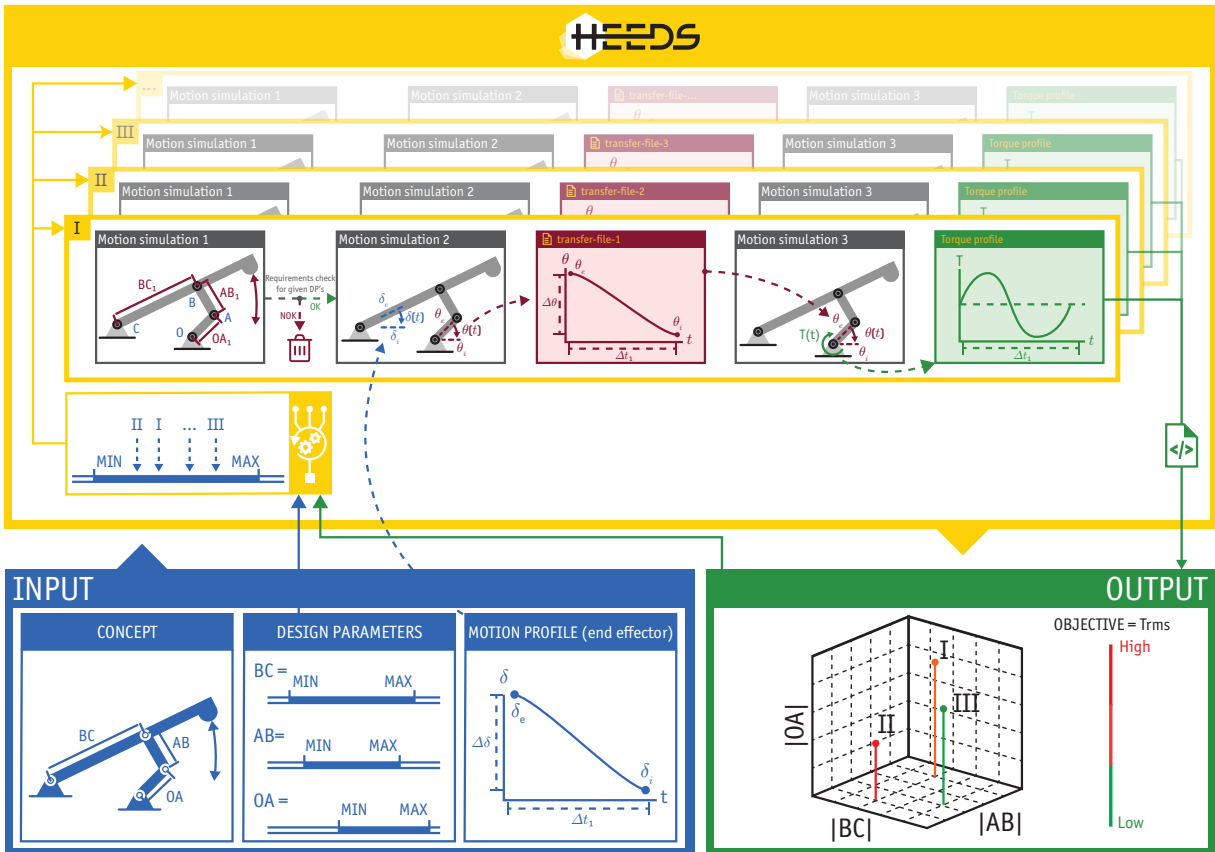 HEEDS
...
Motion simulation 1
Motion simulation 2
transfer-file-...
Motion simulation 3
Torque profile
T
III
Motion simulation 1
Motion simulation 2
transfer-file-3
θ
Motion simulation 3
Torque profile
T
II
Motion simulation 1
Motion simulation 2
transfer-file-2
θ
Motion simulation 3
Torque profile
T
I
Motion simulation 1
BC₁
AB₁
B
A
C
O
OA₁
Requirements check
for given DP's
OK
NOK
Motion simulation 2
δₑ
δ(t)
δᵢ
θₑ
θ(t)
θᵢ
transfer-file-1
θ
θₑ
Δθ
θᵢ
t
Δt₁
Motion simulation 3
θₑ
T(t)
θ(t)
θᵢ
Torque profile
T
t
Δt₁
II I ... III
MIN MAX
</>
INPUT
CONCEPT
BC
AB
OA
DESIGN PARAMETERS
BC =
MIN MAX
AB=
MIN MAX
OA =
MIN MAX
MOTION PROFILE (end effector)
δ
δₑ
Δδ
δᵢ
t
Δt₁
OUTPUT
OBJECTIVE = Trms
High
Low
I
III
II
|OA|
|BC|
|AB|